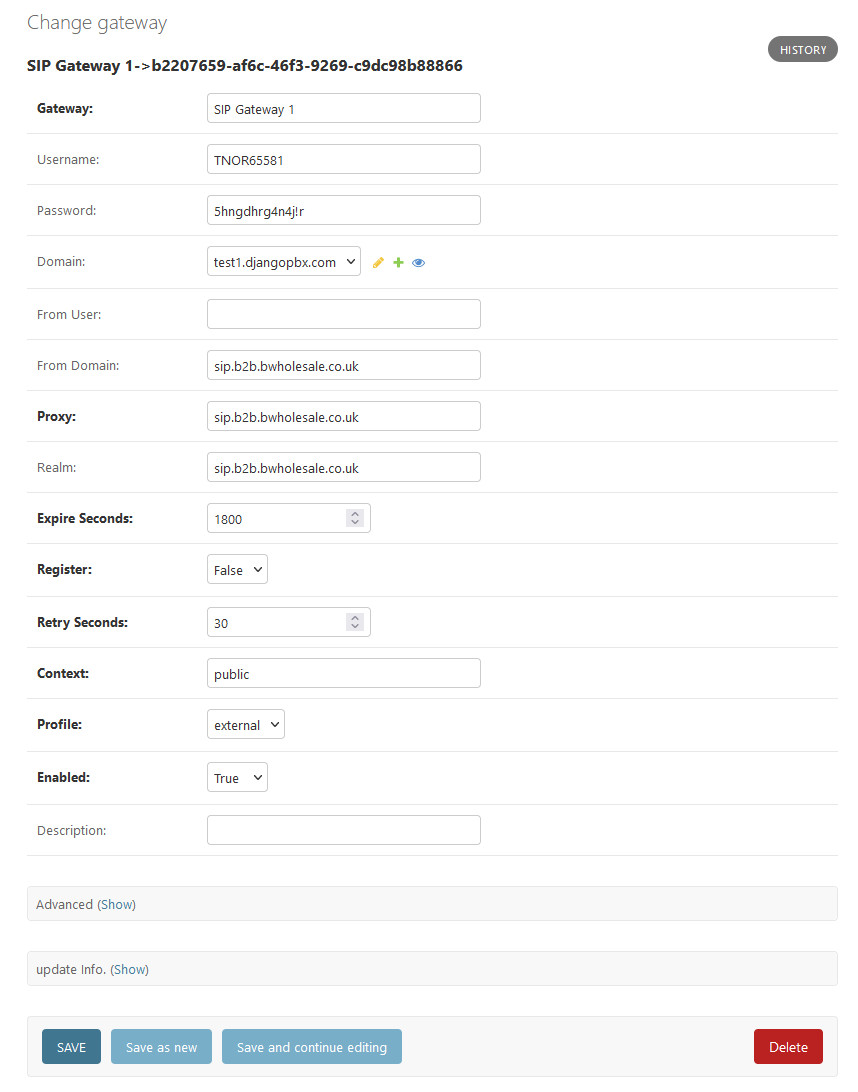 Change gateway
HISTORY
SIP Gateway 1->b2207659-af6c-46f3-9269-c9dc98b88866
Gateway: SIP Gateway 1
Username: TNOR65581
Password: 5hngdhrg4n4j!r
Domain: test1.djangopbx.com
From User:
From Domain: sip.b2b.bwholesale.co.uk
Proxy: sip.b2b.bwholesale.co.uk
Realm: sip.b2b.bwholesale.co.uk
Expire Seconds: 1800
Register: False
Retry Seconds: 30
Context: public
Profile: external
Enabled: True
Description:
Advanced (Show)
update Info. (Show)
SAVE Save as new Save and continue editing Delete